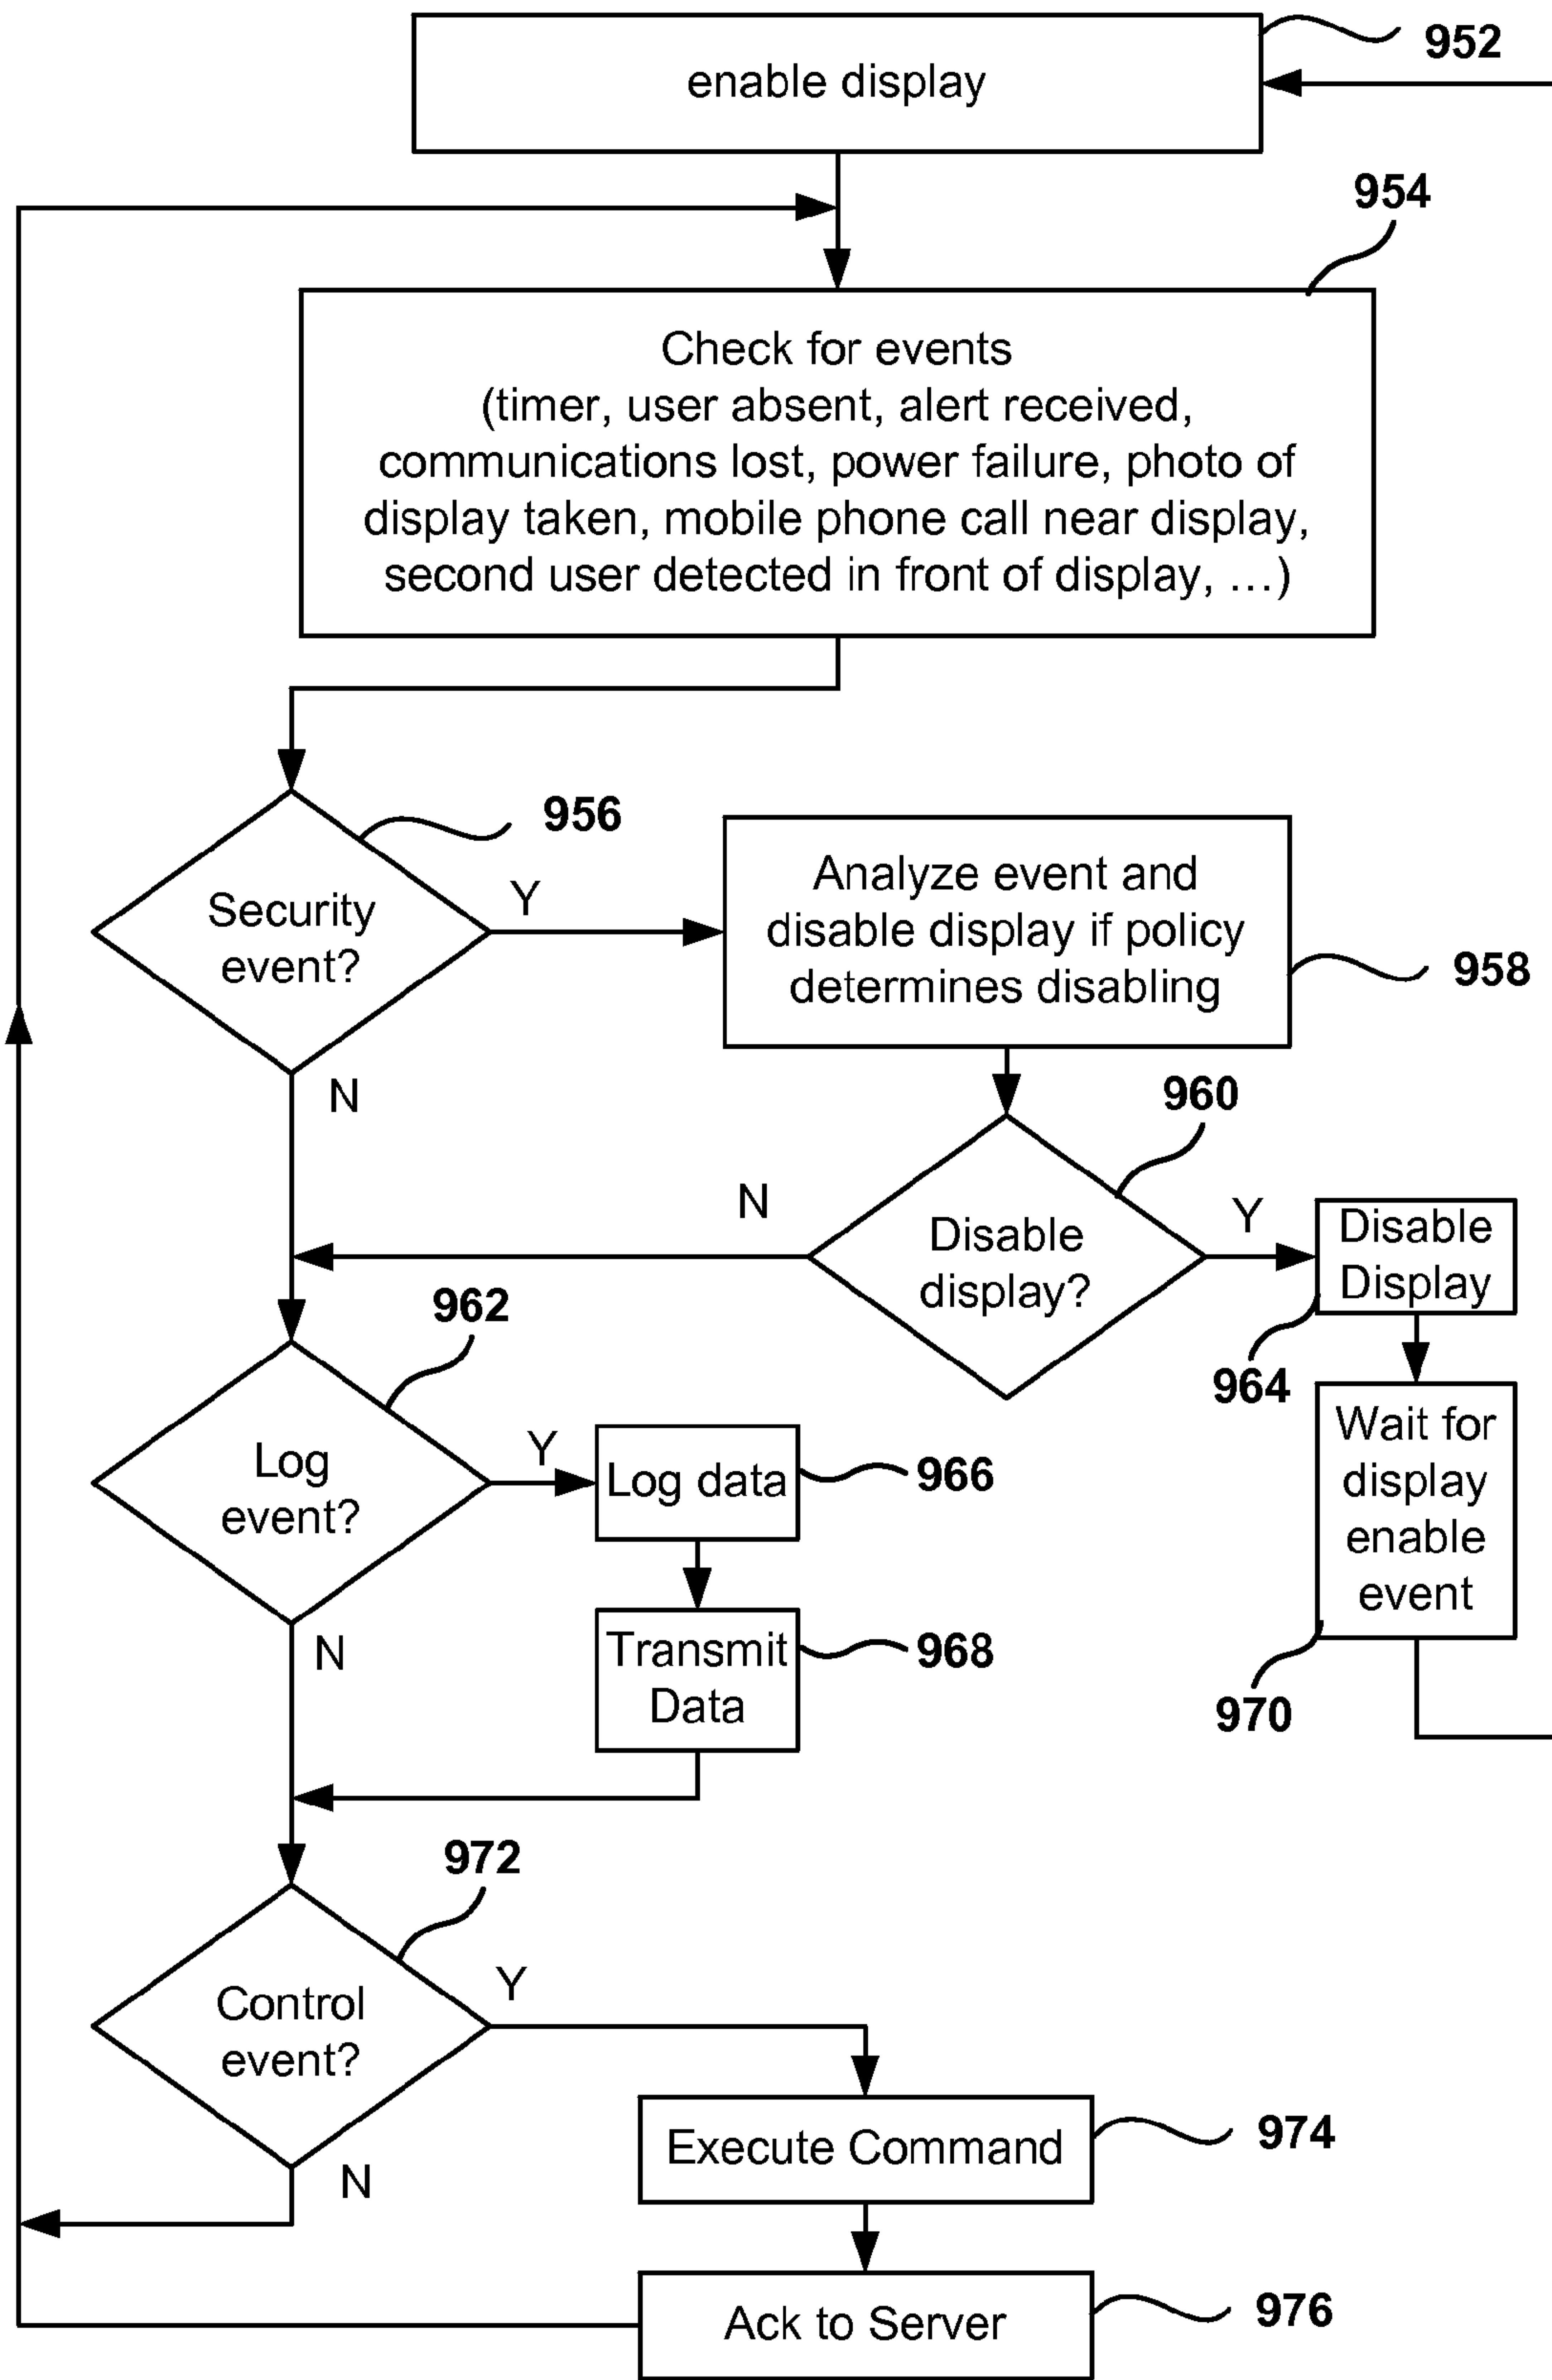 enable display
952
954
Check for events
(timer, user absent, alert received,
communications lost, power failure, photo of
display taken, mobile phone call near display,
second user detected in front of display, …)
956
Security
event?
Y
N
Analyze event and
disable display if policy
determines disabling
958
960
Disable
display?
N
Y
Disable
Display
964
Wait for
display
enable
event
970
962
Log
event?
Y
N
Log data
966
Transmit
Data
968
972
Control
event?
Y
N
Execute Command
974
Ack to Server
976